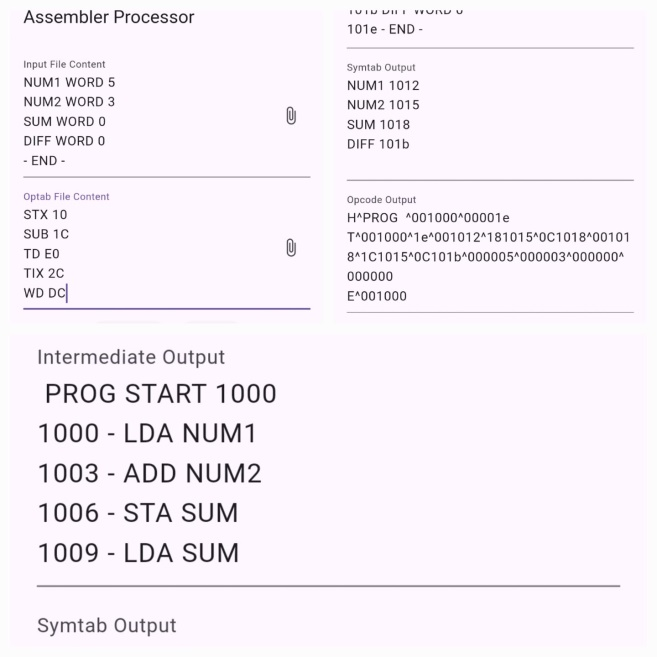 Assembler Processor
Input File Content
NUM1 WORD 5
NUM2 WORD 3
SUM WORD 0
DIFF WORD 0
- END -
Optab File Content
STX 10
SUB 1C
TD E0
TIX 2C
WD DC
101b DIFF WORD 0
101e - END -
Symtab Output
NUM1 1012
NUM2 1015
SUM 1018
DIFF 101b
Opcode Output
H^PROG ^001000^00001e
T^001000^1e^001012^181015^0C1018^00101
8^1C1015^0C101b^000005^000003^000000^
000000
E^001000
Intermediate Output
PROG START 1000
1000 - LDA NUM1
1003 - ADD NUM2
1006 - STA SUM
1009 - LDA SUM
Symtab Output